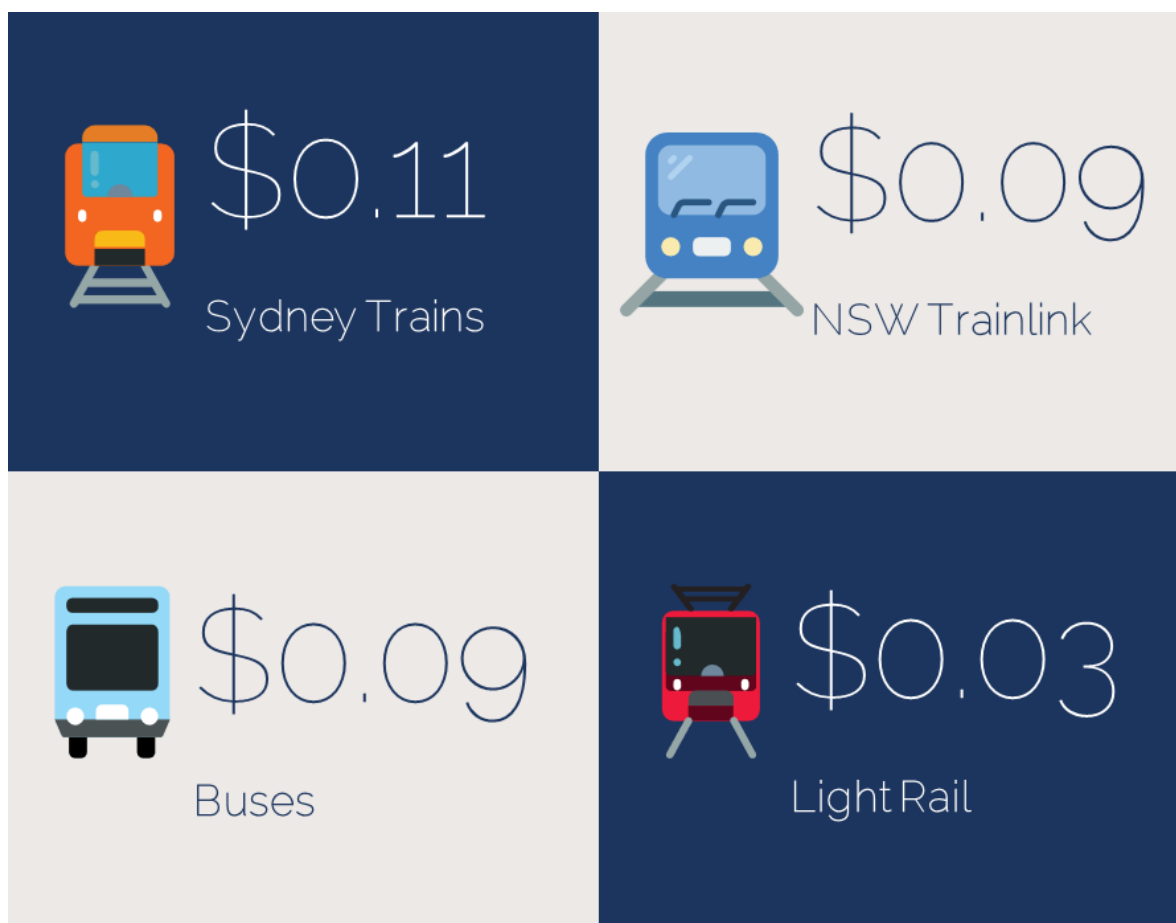 $0.11
Sydney Trains
$0.09
NSW Trainlink
$0.09
Buses
$0.03
Light Rail